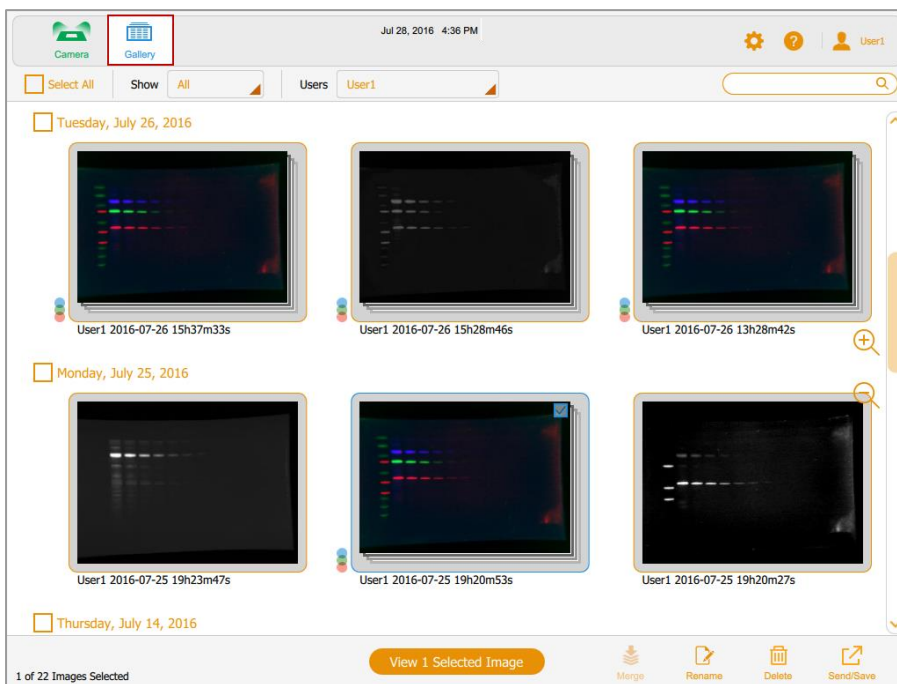 Jul 28, 2016 4:36 PM
Camera
Gallery
User1
Select All
Show
All
Users
User1
Tuesday, July 26, 2016
User1 2016-07-26 15h37m33s
User1 2016-07-26 15h28m46s
User1 2016-07-26 13h28m42s
Monday, July 25, 2016
User1 2016-07-25 19h23m47s
User1 2016-07-25 19h20m53s
User1 2016-07-25 19h20m27s
Thursday, July 14, 2016
1 of 22 Images Selected
View 1 Selected Image
Merge
Rename
Delete
Send/Save